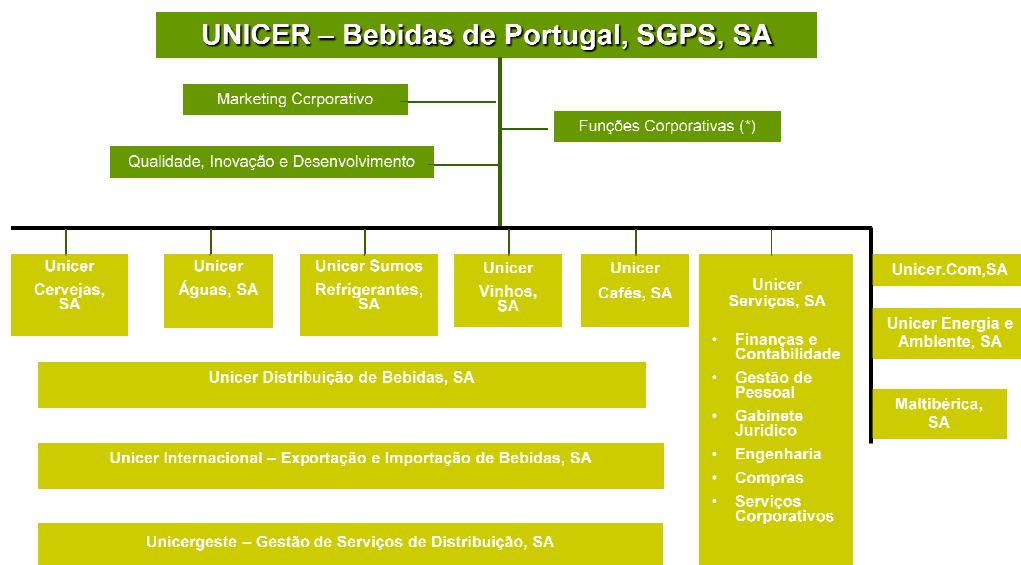 UNICER – Bebidas de Portugal, SGPS, SA
Marketing Corporativo
Funções Corporativas (*)
Qualidade, Inovação e Desenvolvimento
Unicer
Cervejas,
SA
Unicer
Águas, SA
Unicer Sumos
Refrigerantes,
SA
Unicer
Vinhos,
SA
Unicer
Cafés, SA
Unicer
Serviços, SA
• Finanças e
Contabilidade
• Gestão de
Pessoal
• Gabinete
Jurídico
• Engenharia
• Compras
• Serviços
Corporativos
Unicer.Com,SA
Unicer Energia e
Ambiente, SA
Maltibérica,
SA
Unicer Distribuição de Bebidas, SA
Unicer Internacional – Exportação e Importação de Bebidas, SA
Unicergeste – Gestão de Serviços de Distribuição, SA